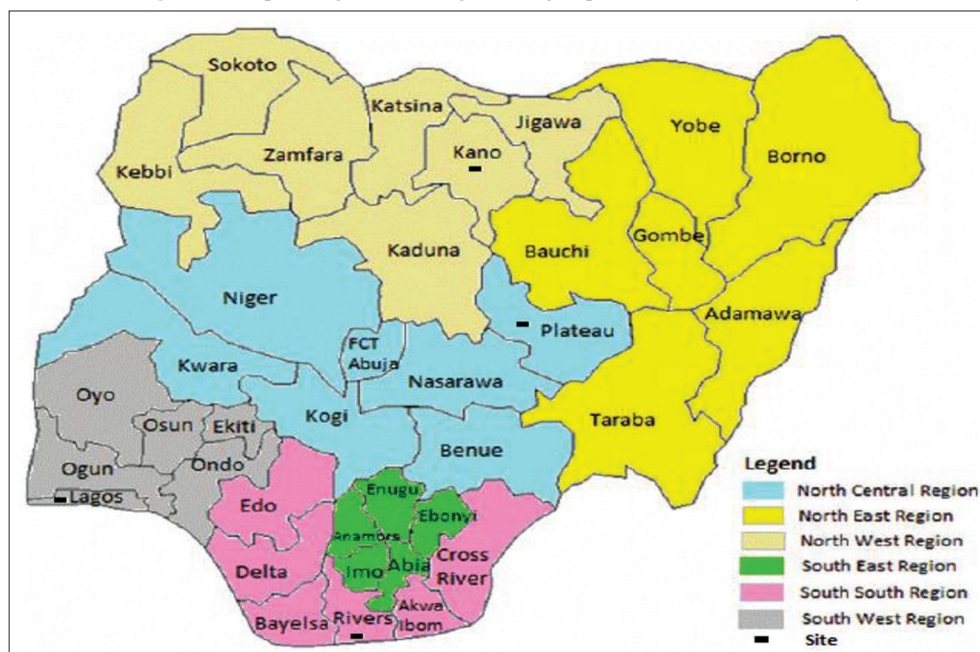 Sokoto
Katsina
Jigawa
Yobe
Borno
Kano
Zamfara
Kebbi
Kaduna
Bauchi
Gombe
Niger
Adamawa
Plateau
FCT
Abuja
Kwara
Nasarawa
Oyo
Kogi
Taraba
Osun
Ekiti
Benue
Ogun
Ondo
Lagos
Enugu
Edo
Ebonyi
Anambra
Cross
River
Delta
Imo
Abia
Bayelsa
Rivers
Akwa
Ibom
Legend
North Central Region
North East Region
North West Region
South East Region
South South Region
South West Region
Site